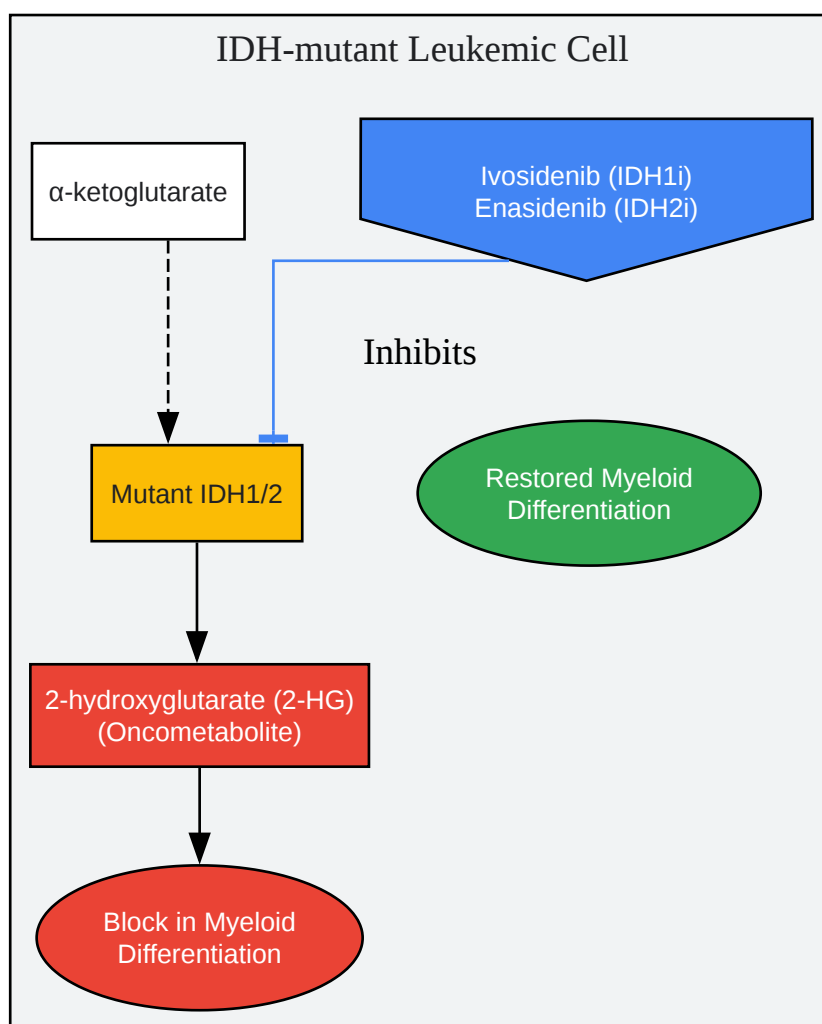 IDH-mutant Leukemic Cell
α-ketoglutarate
Ivosidenib (IDH1i)
Enasidenib (IDH2i)
Inhibits
Mutant IDH1/2
Restored Myeloid
Differentiation
2-hydroxyglutarate (2-HG)
(Oncometabolite)
Block in Myeloid
Differentiation